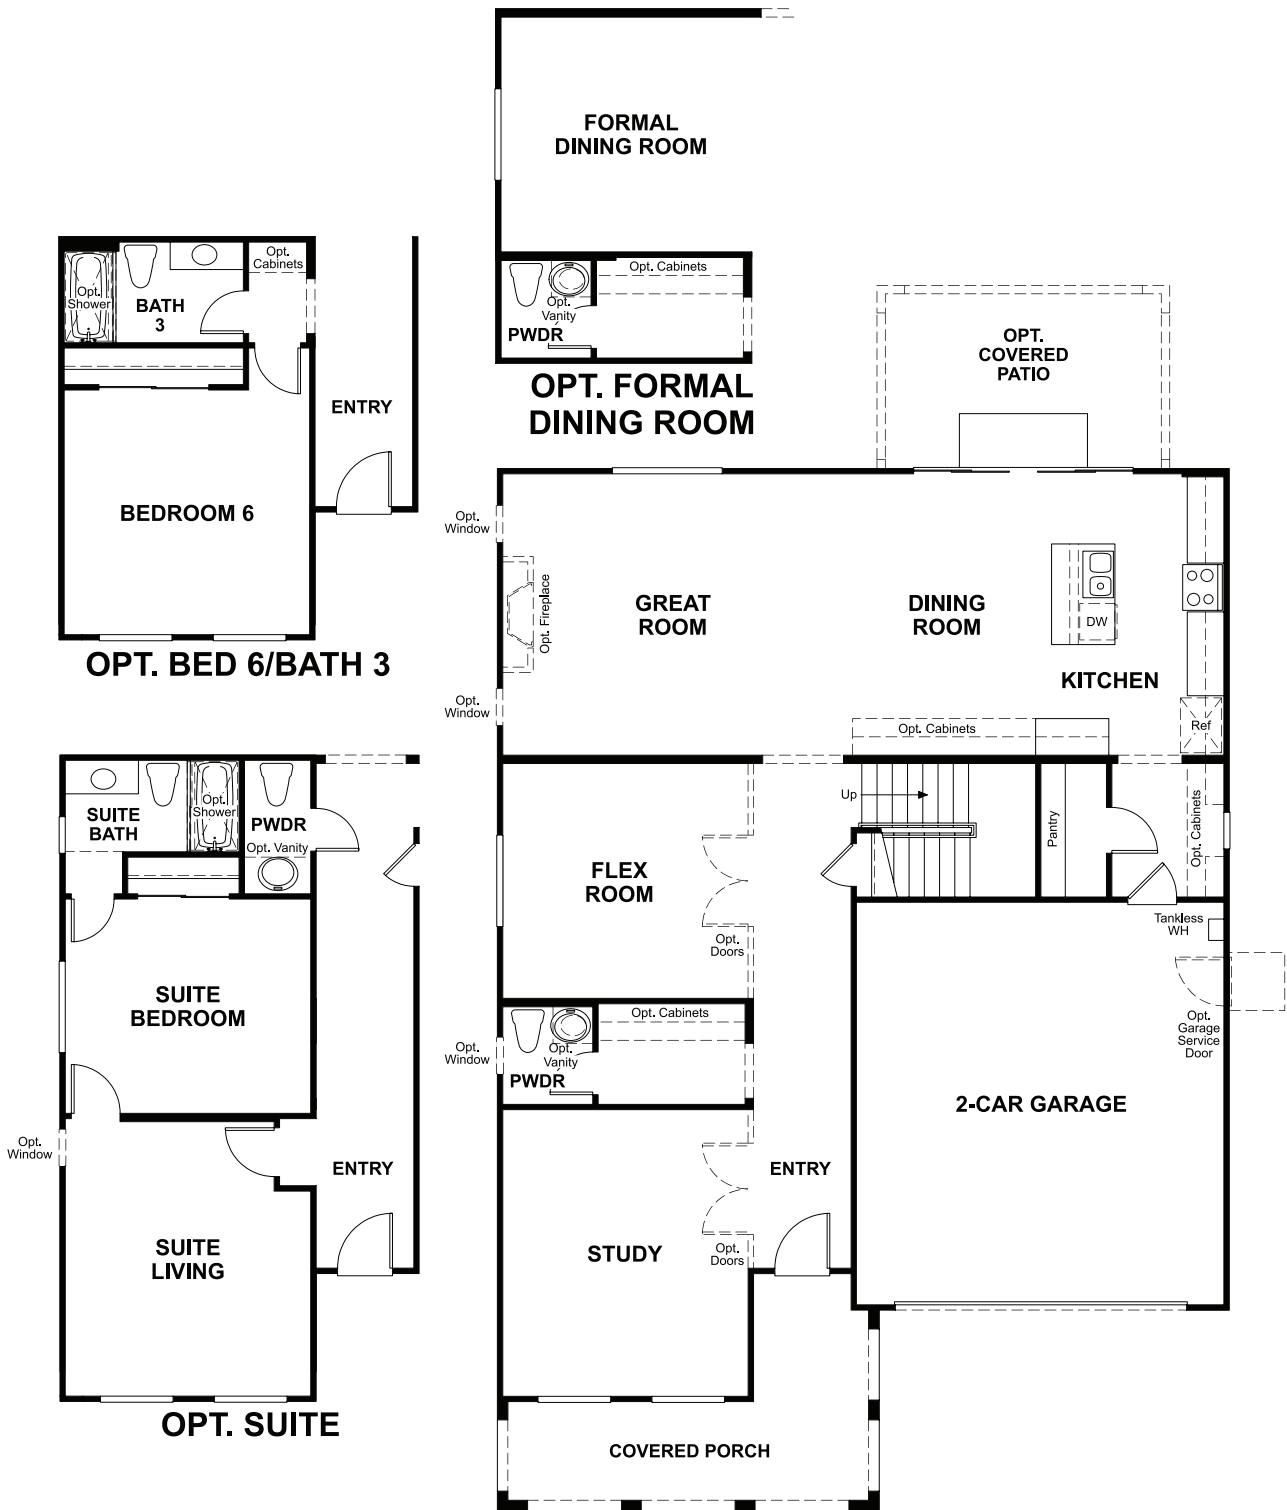 FORMAL
DINING ROOM
Opt. Cabinets
Opt.
Vanity
PWDR
OPT. FORMAL
DINING ROOM
Opt.
Cabinets
Opt.
Shower
BATH
3
ENTRY
BEDROOM 6
OPT. BED 6/BATH 3
OPT.
COVERED
PATIO
Opt.
Window
Opt. Fireplace
GREAT
ROOM
DINING
ROOM
DW
KITCHEN
Opt.
Window
Ref
Opt. Cabinets
Up
Pantry
Opt. Cabinets
FLEX
ROOM
Opt.
Doors
Tankless
WH
Opt.
Garage
Service
Door
Opt. Cabinets
Opt.
Window
Opt.
Vanity
PWDR
2-CAR GARAGE
ENTRY
STUDY
Opt.
Doors
COVERED PORCH
SUITE
BATH
Opt.
Shower
PWDR
Opt. Vanity
SUITE
BEDROOM
Opt.
Window
ENTRY
SUITE
LIVING
OPT. SUITE